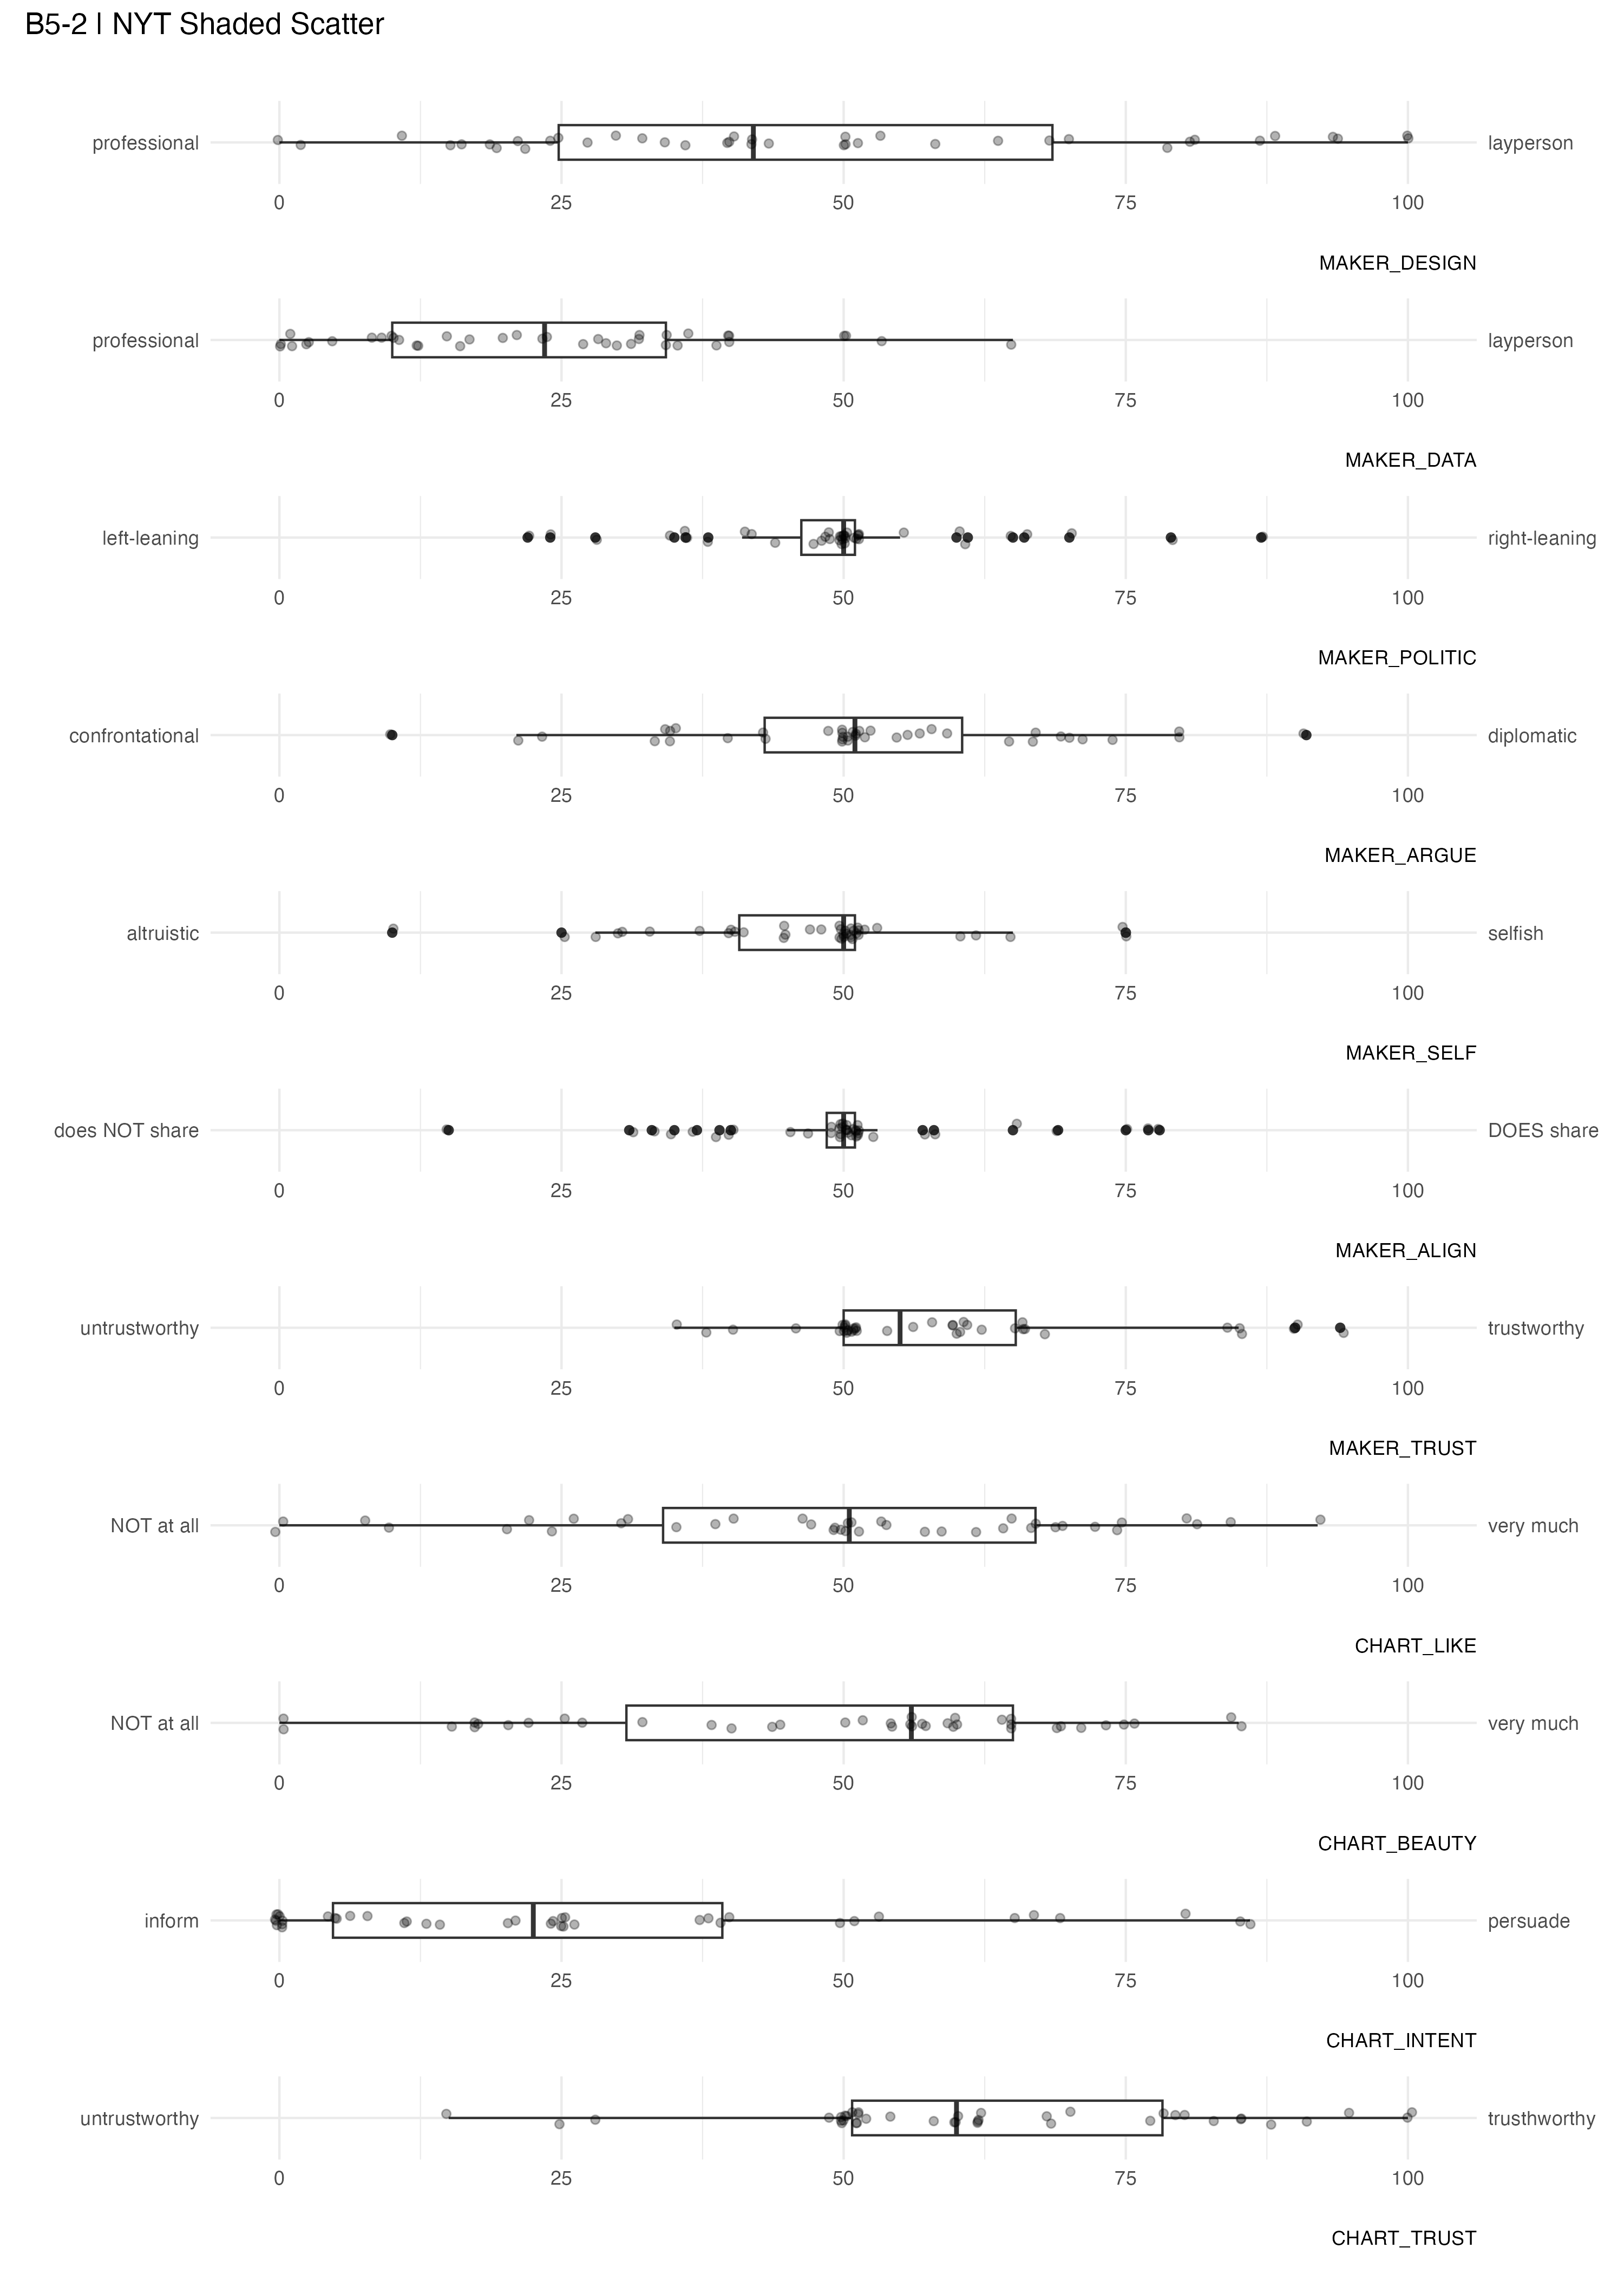 B5-2 | NYT Shaded Scatter
professional
layperson
0 25 50 75 100
MAKER_DESIGN
professional
layperson
0 25 50 75 100
MAKER_DATA
left-leaning
right-leaning
0 25 50 75 100
MAKER_POLITIC
confrontational
diplomatic
0 25 50 75 100
MAKER_ARGUE
altruistic
selfish
0 25 50 75 100
MAKER_SELF
does NOT share
DOES share
0 25 50 75 100
MAKER_ALIGN
untrustworthy
trustworthy
0 25 50 75 100
MAKER_TRUST
NOT at all
very much
0 25 50 75 100
CHART_LIKE
NOT at all
very much
0 25 50 75 100
CHART_BEAUTY
inform
persuade
0 25 50 75 100
CHART_INTENT
untrustworthy
trusthworthy
0 25 50 75 100
CHART_TRUST